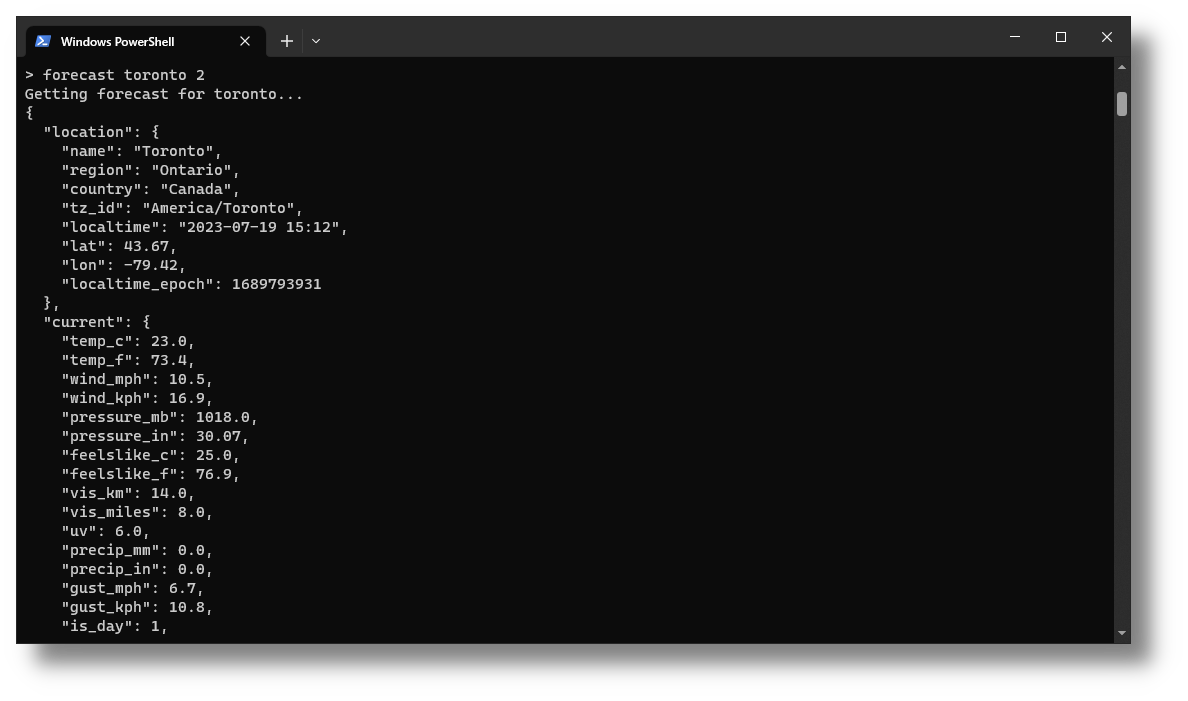 Windows PowerShell
> forecast toronto 2
Getting forecast for toronto...
{
  "location": {
    "name": "Toronto",
    "region": "Ontario",
    "country": "Canada",
    "tz_id": "America/Toronto",
    "localtime": "2023-07-19 15:12",
    "lat": 43.67,
    "lon": -79.42,
    "localtime_epoch": 1689793931
  },
  "current": {
    "temp_c": 23.0,
    "temp_f": 73.4,
    "wind_mph": 10.5,
    "wind_kph": 16.9,
    "pressure_mb": 1018.0,
    "pressure_in": 30.07,
    "feelslike_c": 25.0,
    "feelslike_f": 76.9,
    "vis_km": 14.0,
    "vis_miles": 8.0,
    "uv": 6.0,
    "precip_mm": 0.0,
    "precip_in": 0.0,
    "gust_mph": 6.7,
    "gust_kph": 10.8,
    "is_day": 1,